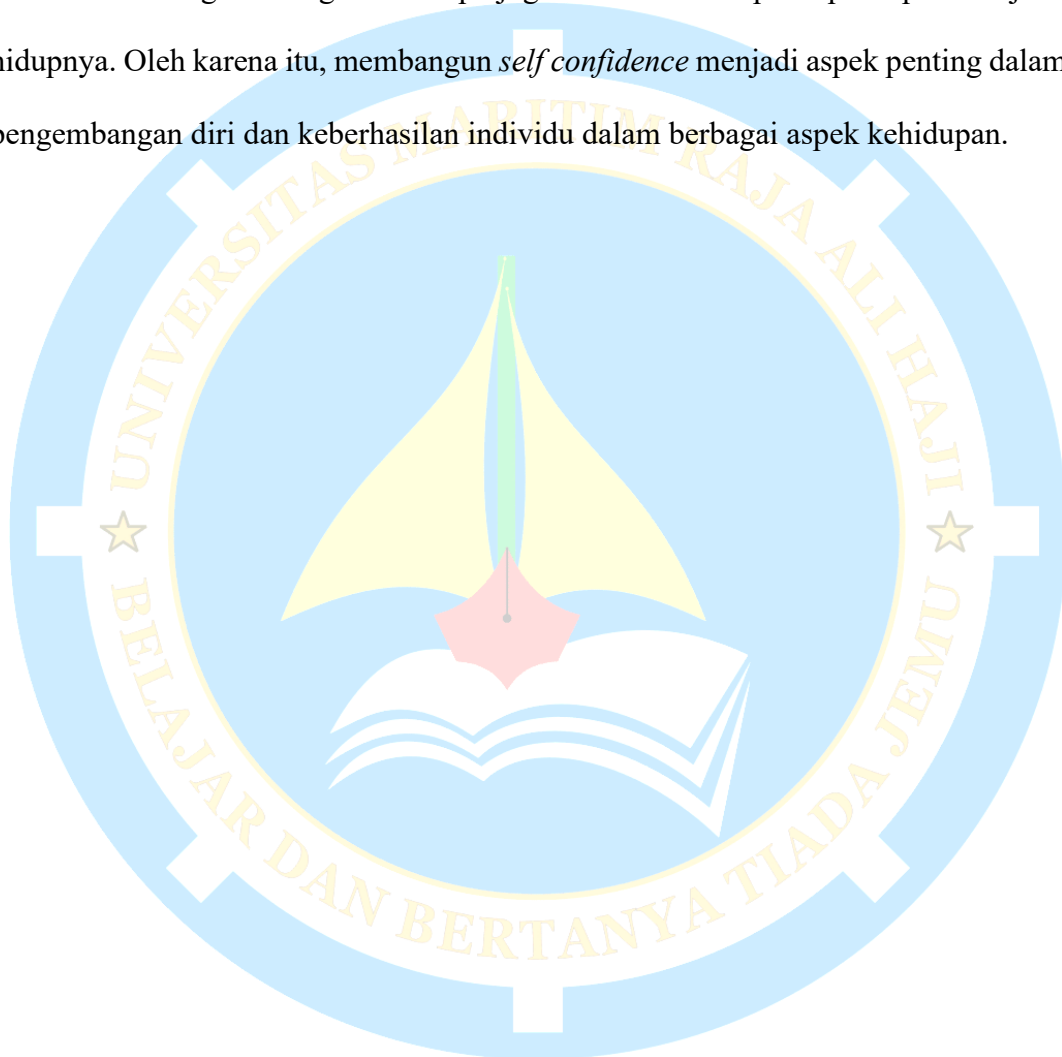 hidupnya. Oleh karena itu, membangun self confidence menjadi aspek penting dalam
pengembangan diri dan keberhasilan individu dalam berbagai aspek kehidupan.
UNIVERSITAS MARITIM RAJA ALI HAJI
BELAJAR DAN BERTANYA TIADA JEMU